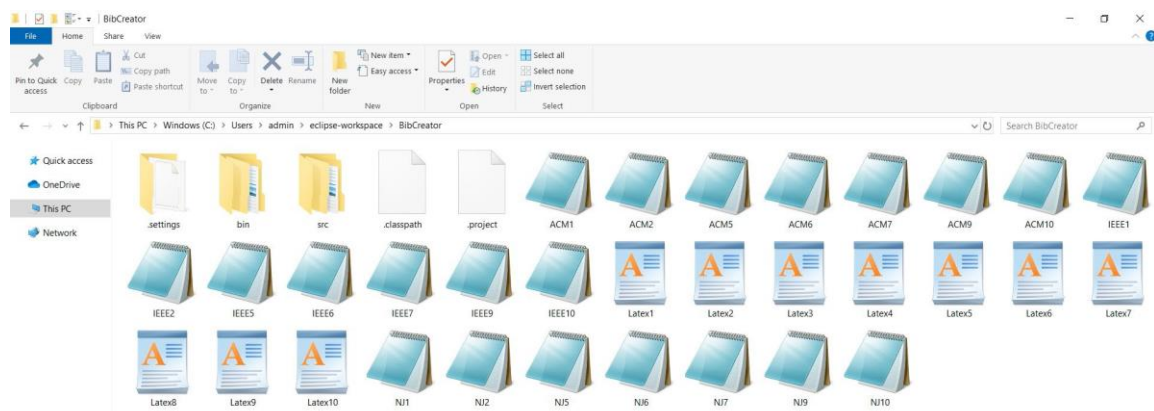 BibCreator
File Home Share View
Pin to Quick access
Copy
Paste
Cut
Copy path
Paste shortcut
Move to
Copy to
Delete
Rename
New folder
New item
Easy access
Properties
Open
Edit
History
Select all
Select none
Invert selection
Clipboard Organize New Open Select
This PC > Windows (C:) > Users > admin > eclipse-workspace > BibCreator
Search BibCreator
Quick access
OneDrive
This PC
Network
.settings bin src .classpath .project ACM1 ACM2 ACM5 ACM6 ACM7 ACM9 ACM10 IEEE1
IEEE2 IEEE5 IEEE6 IEEE7 IEEE9 IEEE10 Latex1 Latex2 Latex3 Latex4 Latex5 Latex6 Latex7
Latex8 Latex9 Latex10 NJ1 NJ2 NJ5 NJ6 NJ7 NJ9 NJ10